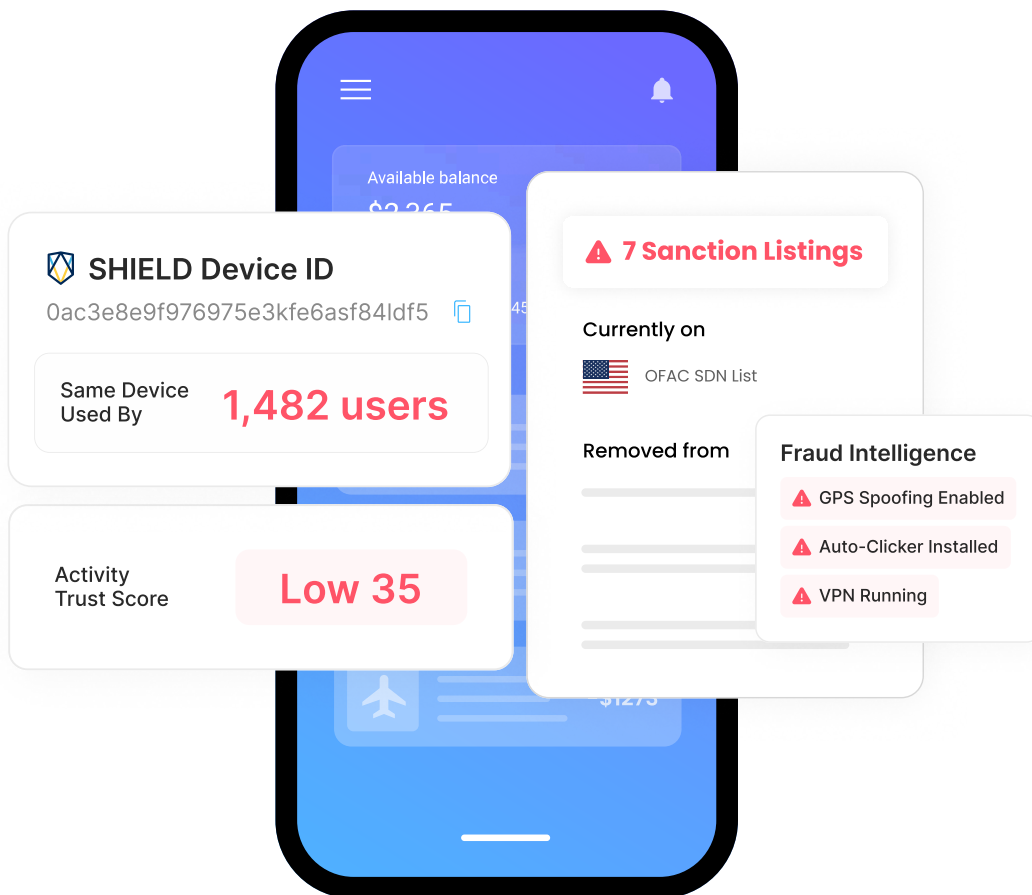 Available balance
SHIELD Device ID
0ac3e8e9f976975e3kfe6asf84ldf5
Same Device
Used By
1,482 users
Activity
Trust Score
Low 35
7 Sanction Listings
Currently on
OFAC SDN List
Removed from
Fraud Intelligence
GPS Spoofing Enabled
Auto-Clicker Installed
VPN Running